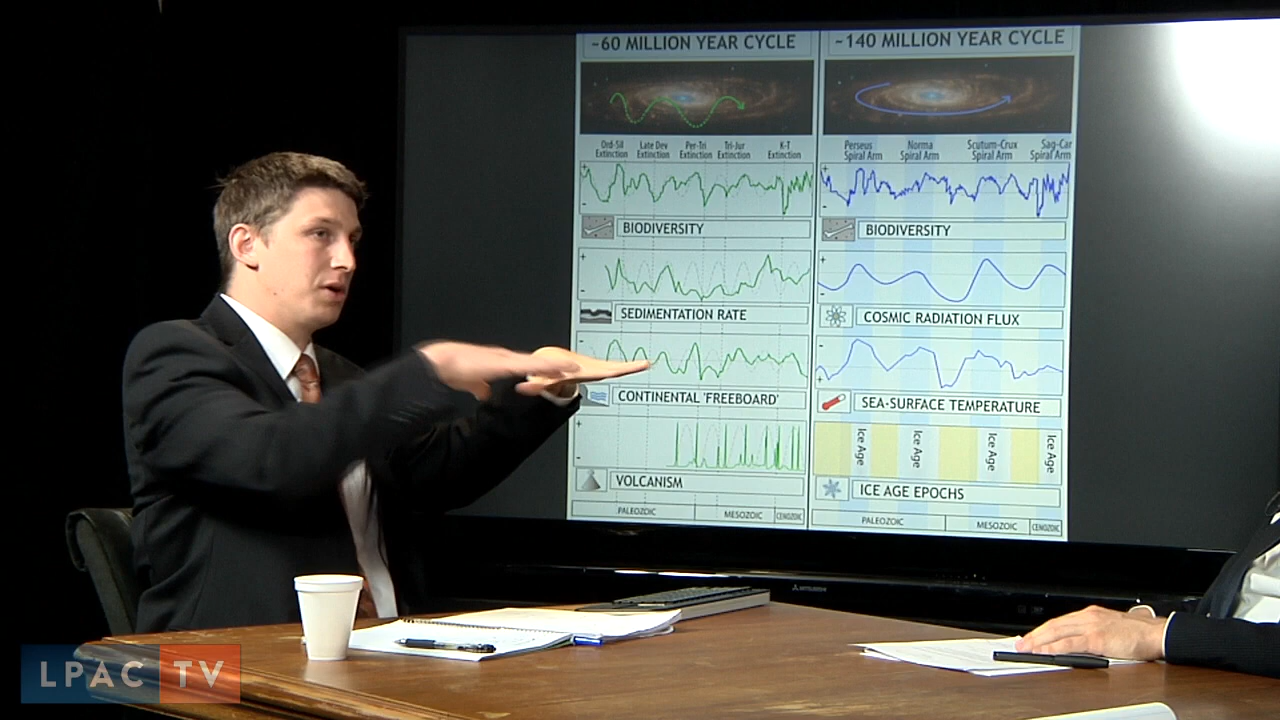 ~60 MILLION YEAR CYCLE
Ord-Sil Extinction
Late Dev Extinction
Per-Tri Extinction
Tri-Jur Extinction
K-T Extinction
+
-
BIODIVERSITY
+
-
SEDIMENTATION RATE
CONTINENTAL 'FREEBOARD'
+
-
VOLCANISM
PALEOZOIC MESOZOIC CENOZOIC
~140 MILLION YEAR CYCLE
Perseus Spiral Arm
Norma Spiral Arm
Scutum-Crux Spiral Arm
Sag-Car Spiral Arm
+
-
BIODIVERSITY
+
-
COSMIC RADIATION FLUX
-
+
SEA-SURFACE TEMPERATURE
Ice Age
Ice Age
Ice Age
Ice Age
ICE AGE EPOCHS
PALEOZOIC MESOZOIC CENOZOIC
MITSUBISHI
LPAC TV